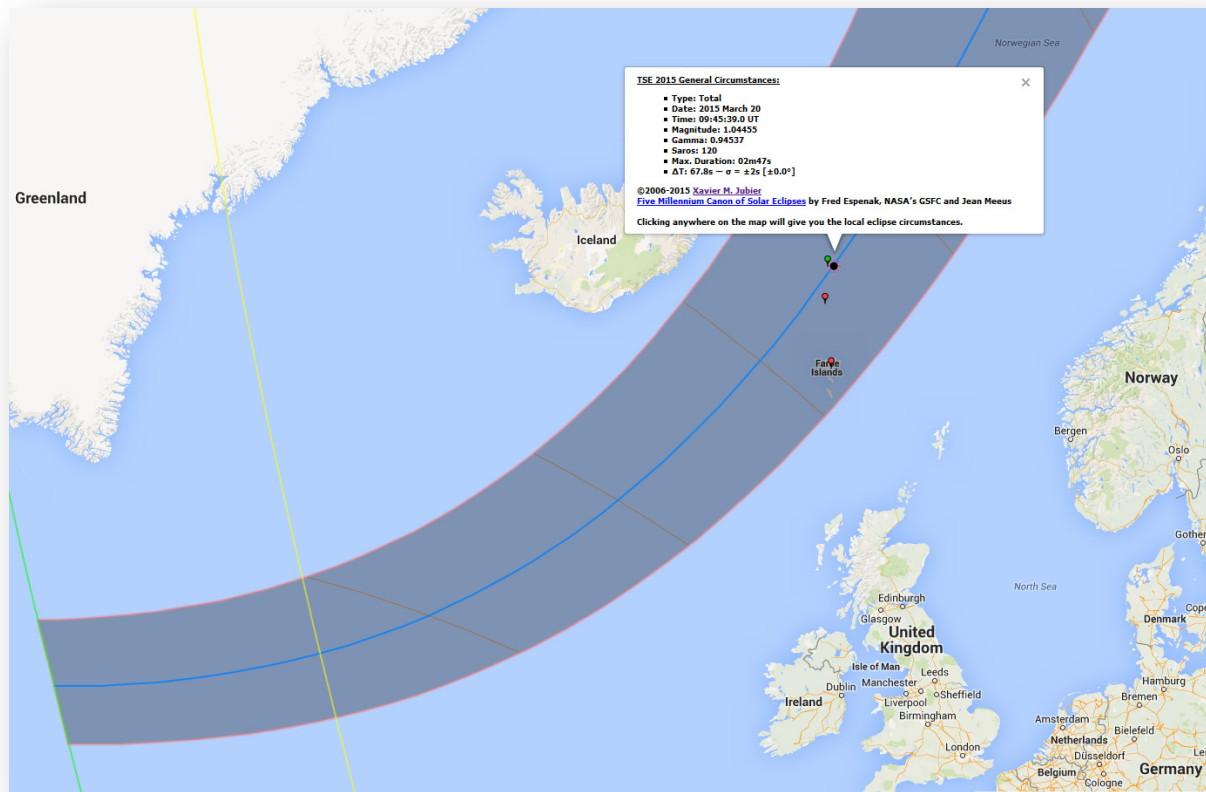 Norwegian Sea
TSE 2015 General Circumstances:
×
▪ Type: Total
▪ Date: 2015 March 20
▪ Time: 09:45:39.0 UT
▪ Magnitude: 1.04455
▪ Gamma: 0.94537
▪ Saros: 120
▪ Max. Duration: 02m47s
▪ ΔT: 67.8s — σ = ±2s [±0.0°]
©2006-2015 Xavier M. Jubier
Five Millennium Canon of Solar Eclipses by Fred Espenak, NASA's GSFC and Jean Meeus
Clicking anywhere on the map will give you the local eclipse circumstances.
Greenland
Iceland
Faroe
Islands
Norway
Bergen
Oslo
North Sea
Edinburgh
Glasgow
United
Kingdom
Isle of Man
Leeds
Manchester
Sheffield
Liverpool
Dublin
Ireland
Birmingham
London
Denmark
Hamburg
Bremen
Amsterdam
Netherlands
Bielefeld
Düsseldorf
Belgium
Cologne
Germany